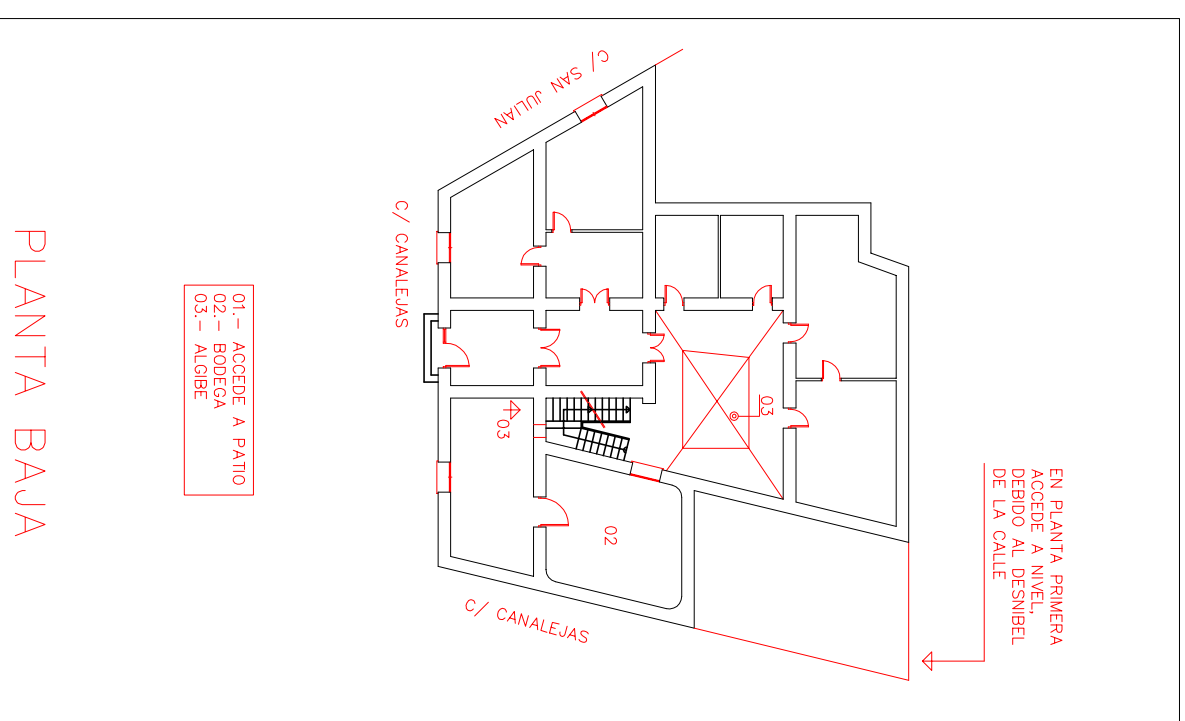 EN PLANTA PRIMERA
ACCEDE A NIVEL,
DEBIDO AL DESNIBEL
DE LA CALLE
03
02
03
C/ SAN JULIAN
C/ CANALEJAS
C/ CANALEJAS
01.- ACCEDE A PATIO
02.- BODEGA
03.- ALGIBE
PLANTA BAJA